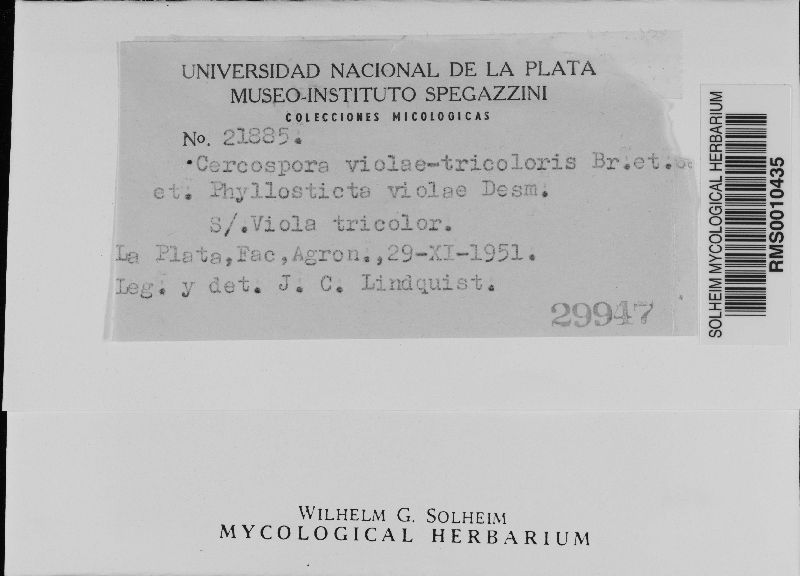 UNIVERSIDAD NACIONAL DE LA PLATA
MUSEO-INSTITUTO SPEGAZZINI
COLECCIONES MICOLOGICAS
No. 21885.
•Cercospora violae-tricoloris Br.et.
et. Phyllosticta violae Desm.
S/.Viola tricolor.
La Plata,Fac,Agron.,29-XI-1951.
Leg. y det. J. C. Lindquist.
29947
SOLHEIM MYCOLOGICAL HERBARIUM
RMS0010435
WILHELM G. SOLHEIM
MYCOLOGICAL HERBARIUM